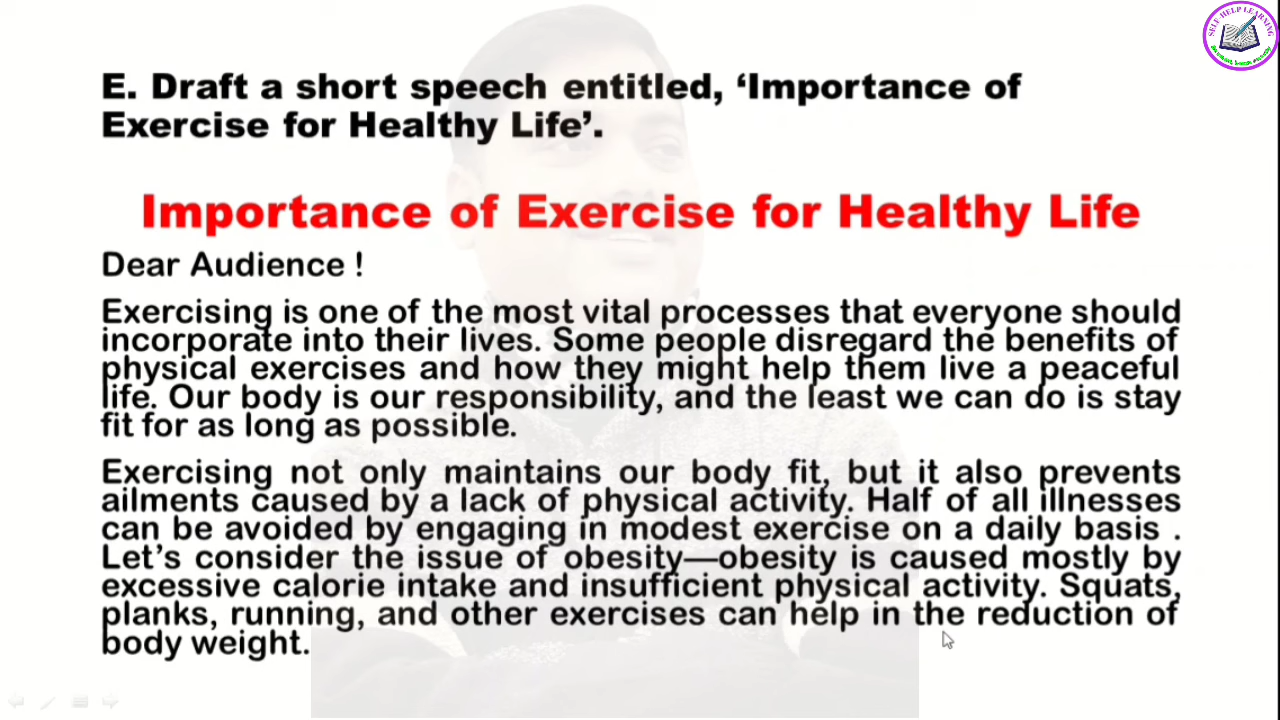 SELF-HELP LEARNING
E. Draft a short speech entitled, ‘Importance of
Exercise for Healthy Life’.
Importance of Exercise for Healthy Life
Dear Audience !
Exercising is one of the most vital processes that everyone should
incorporate into their lives. Some people disregard the benefits of
physical exercises and how they might help them live a peaceful
life. Our body is our responsibility, and the least we can do is stay
fit for as long as possible.
Exercising not only maintains our body fit, but it also prevents
ailments caused by a lack of physical activity. Half of all illnesses
can be avoided by engaging in modest exercise on a daily basis .
Let’s consider the issue of obesity—obesity is caused mostly by
excessive calorie intake and insufficient physical activity. Squats,
planks, running, and other exercises can help in the reduction of
body weight.